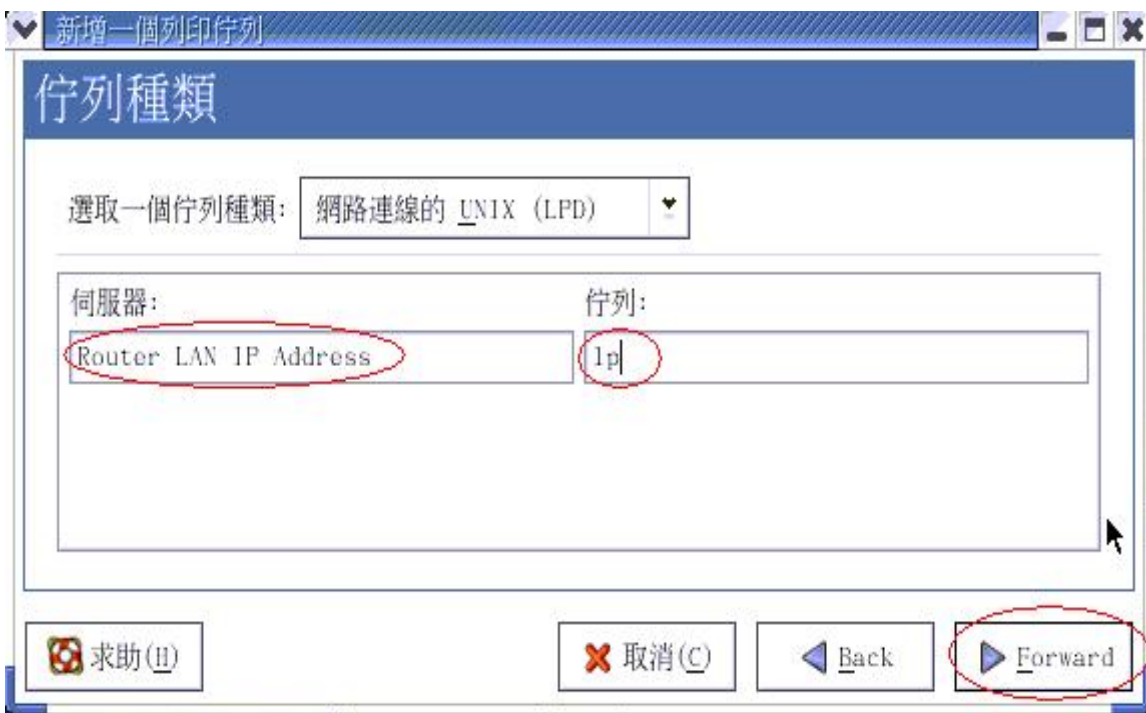 新增一個列印佇列
佇列種類
選取一個佇列種類: 網路連線的 UNIX (LPD)
伺服器: 佇列:
Router LAN IP Address lp
求助(H) 取消(C) Back Forward